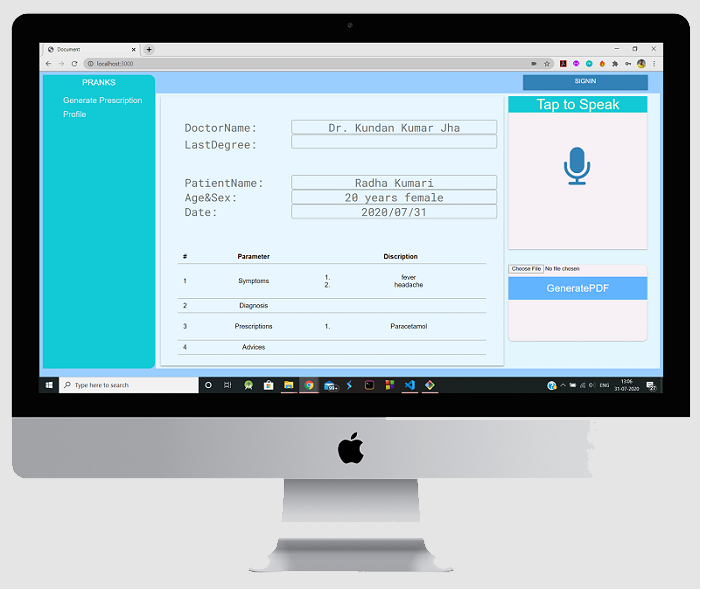 Document
localhost:3000
PRANKS
Generate Prescription
Profile
SIGNIN
DoctorName: Dr. Kundan Kumar Jha
LastDegree:
PatientName: Radha Kumari
Age&Sex: 20 years female
Date: 2020/07/31
# Parameter Discription
1 Symptoms 1. fever
2. headache
2 Diagnosis
3 Prescriptions 1. Paracetamol
4 Advices
Tap to Speak
Choose File No file chosen
GeneratePDF
Type here to search
99+
ENG
13:06
31-07-2020